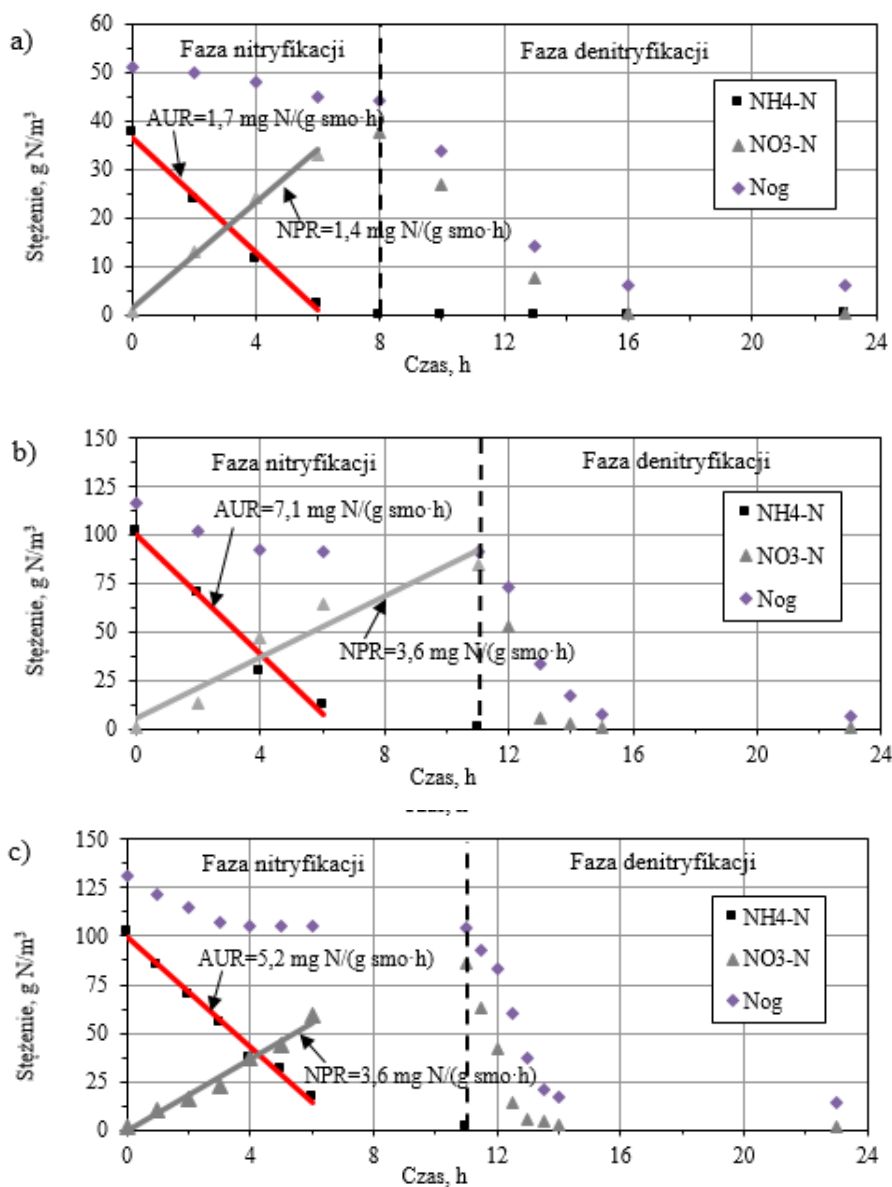 a)
Faza nitryfikacji
Faza denitryfikacji
AUR=1,7 mg N/(g smo·h)
NPR=1,4 mg N/(g smo·h)
NH4-N
NO3-N
Nog
Stężenie, g N/m³
60
50
40
30
20
10
0
0 4 8 12 16 20 24
Czas, h
b)
Faza nitryfikacji
Faza denitryfikacji
AUR=7,1 mg N/(g smo·h)
NPR=3,6 mg N/(g smo·h)
NH4-N
NO3-N
Nog
Stężenie, g N/m³
150
125
100
75
50
25
0
0 4 8 12 16 20 24
Czas, h
c)
Faza nitryfikacji
Faza denitryfikacji
AUR=5,2 mg N/(g smo·h)
NPR=3,6 mg N/(g smo·h)
NH4-N
NO3-N
Nog
Stężenie, g N/m³
150
125
100
75
50
25
0
0 4 8 12 16 20 24
Czas, h